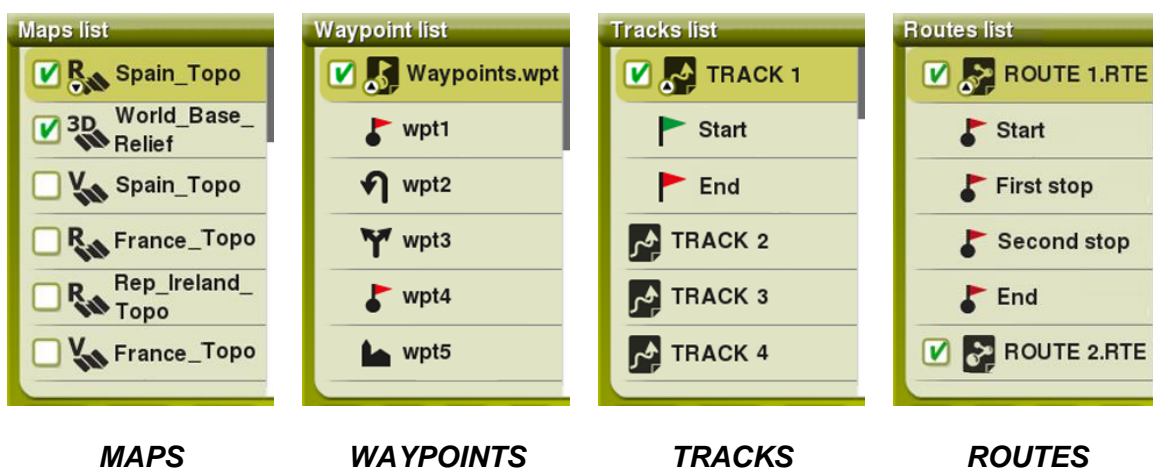 Maps list
R Spain_Topo
3D World_Base_
Relief
V Spain_Topo
R France_Topo
R Rep_Ireland_
Topo
V France_Topo
Waypoint list
Waypoints.wpt
wpt1
wpt2
wpt3
wpt4
wpt5
Tracks list
TRACK 1
Start
End
TRACK 2
TRACK 3
TRACK 4
Routes list
ROUTE 1.RTE
Start
First stop
Second stop
End
ROUTE 2.RTE
MAPS
WAYPOINTS
TRACKS
ROUTES